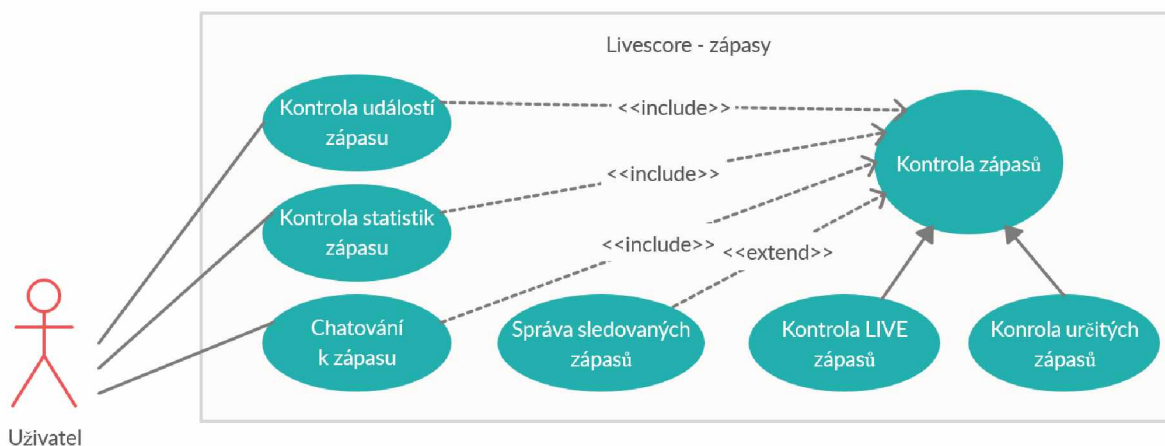 Livescore - zápasy
Kontrola událostí
zápasu
<<include>>
Kontrola zápasů
<<include>>
Kontrola statistik
zápasu
<<include>>
<<extend>>
Chatování
k zápasu
Správa sledovaných
zápasů
Kontrola LIVE
zápasů
Konrola určitých
zápasů
Uživatel